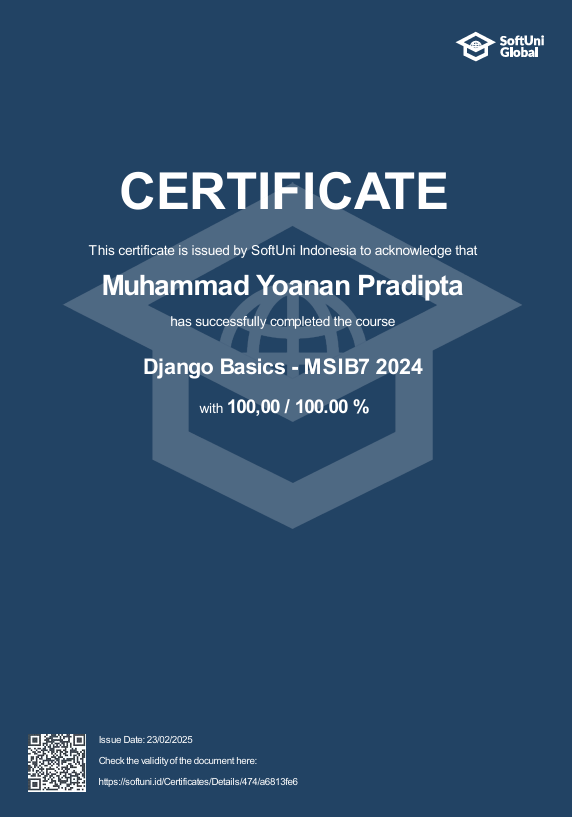 SoftUni
Global
CERTIFICATE
This certificate is issued by SoftUni Indonesia to acknowledge that
Muhammad Yoanan Pradipta
has successfully completed the course
Django Basics - MSIB7 2024
with 100,00 / 100.00 %
Issue Date: 23/02/2025
Check the validity of the document here:
https://softuni.id/Certificates/Details/474/a6813fe6